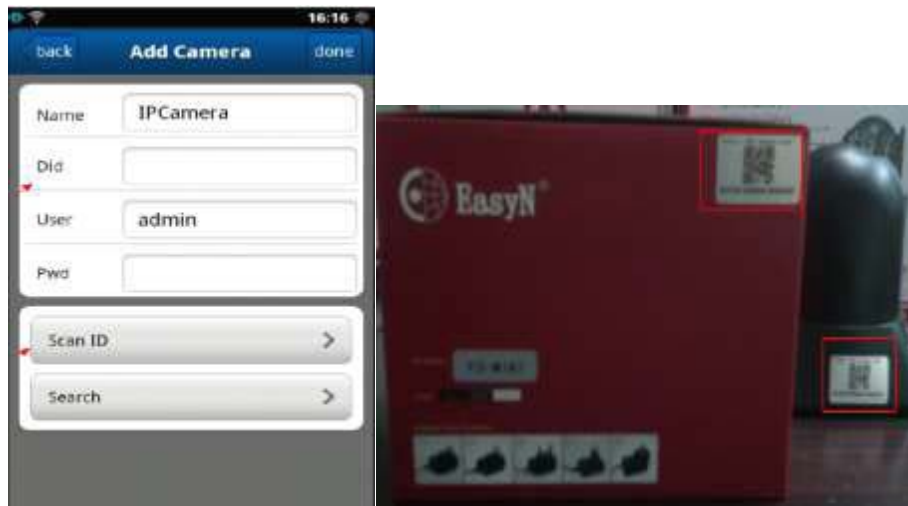 16:16
back Add Camera done
Name IPCamera
Did
User admin
Pwd
Scan ID
Search
EasyN